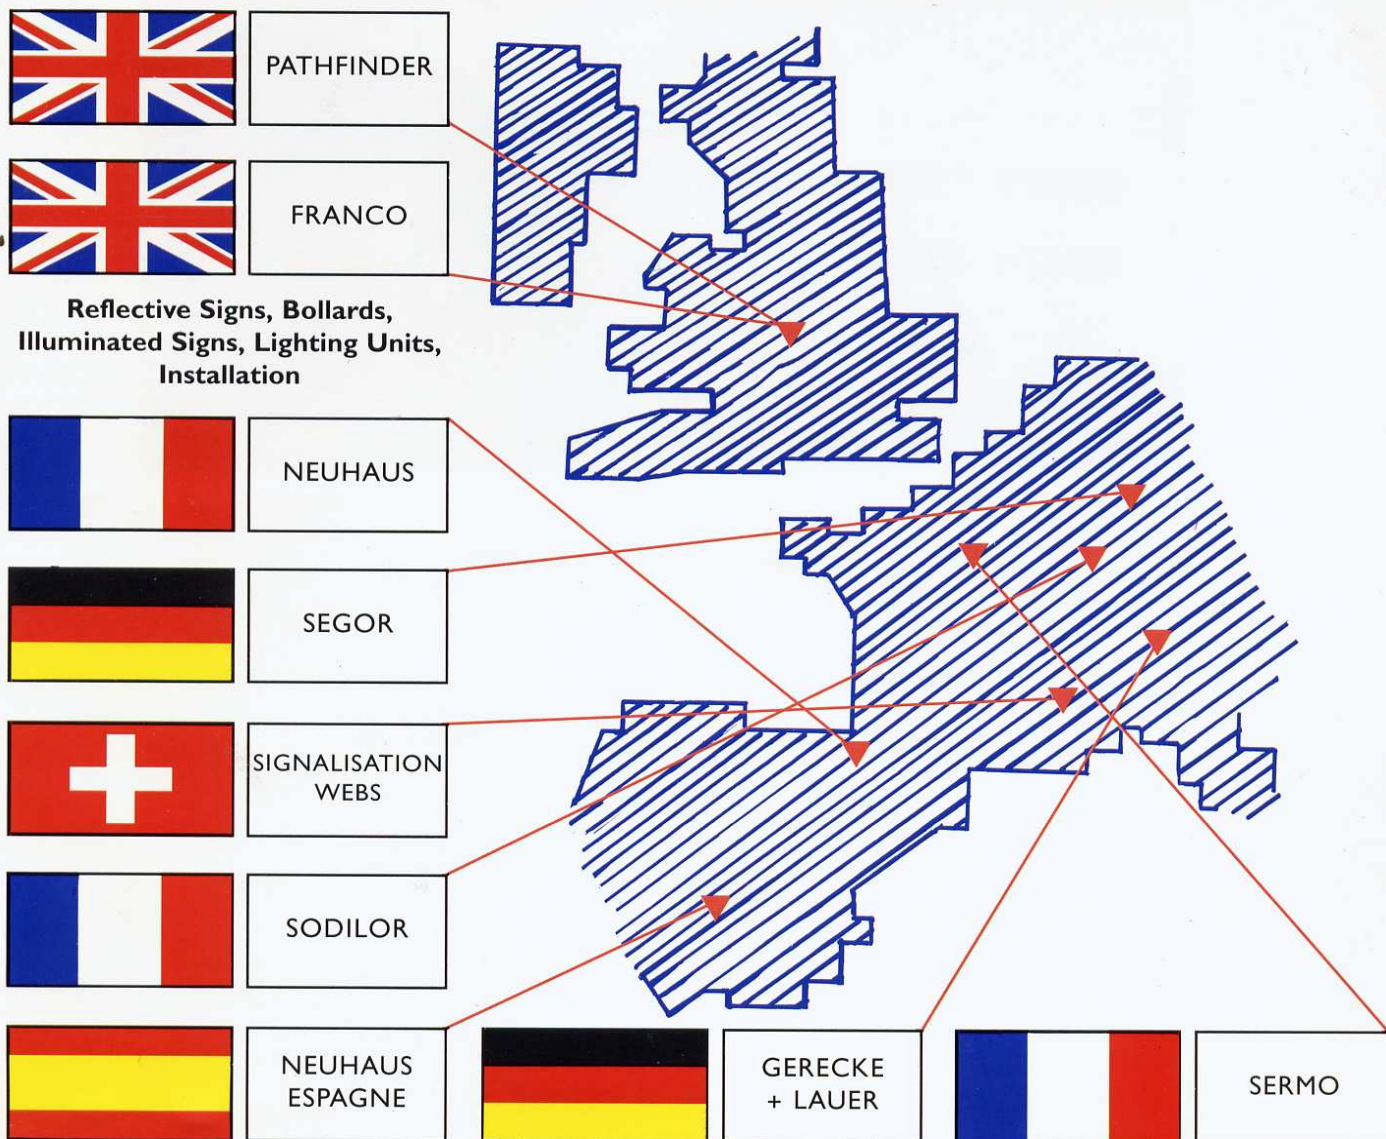 PATHFINDER
FRANCO
Reflective Signs, Bollards,
Illuminated Signs, Lighting Units,
Installation
NEUHAUS
SEGOR
SIGNALISATION
WEBS
SODILOR
NEUHAUS
ESPAGNE
GERECKE
+ LAUER
SERMO